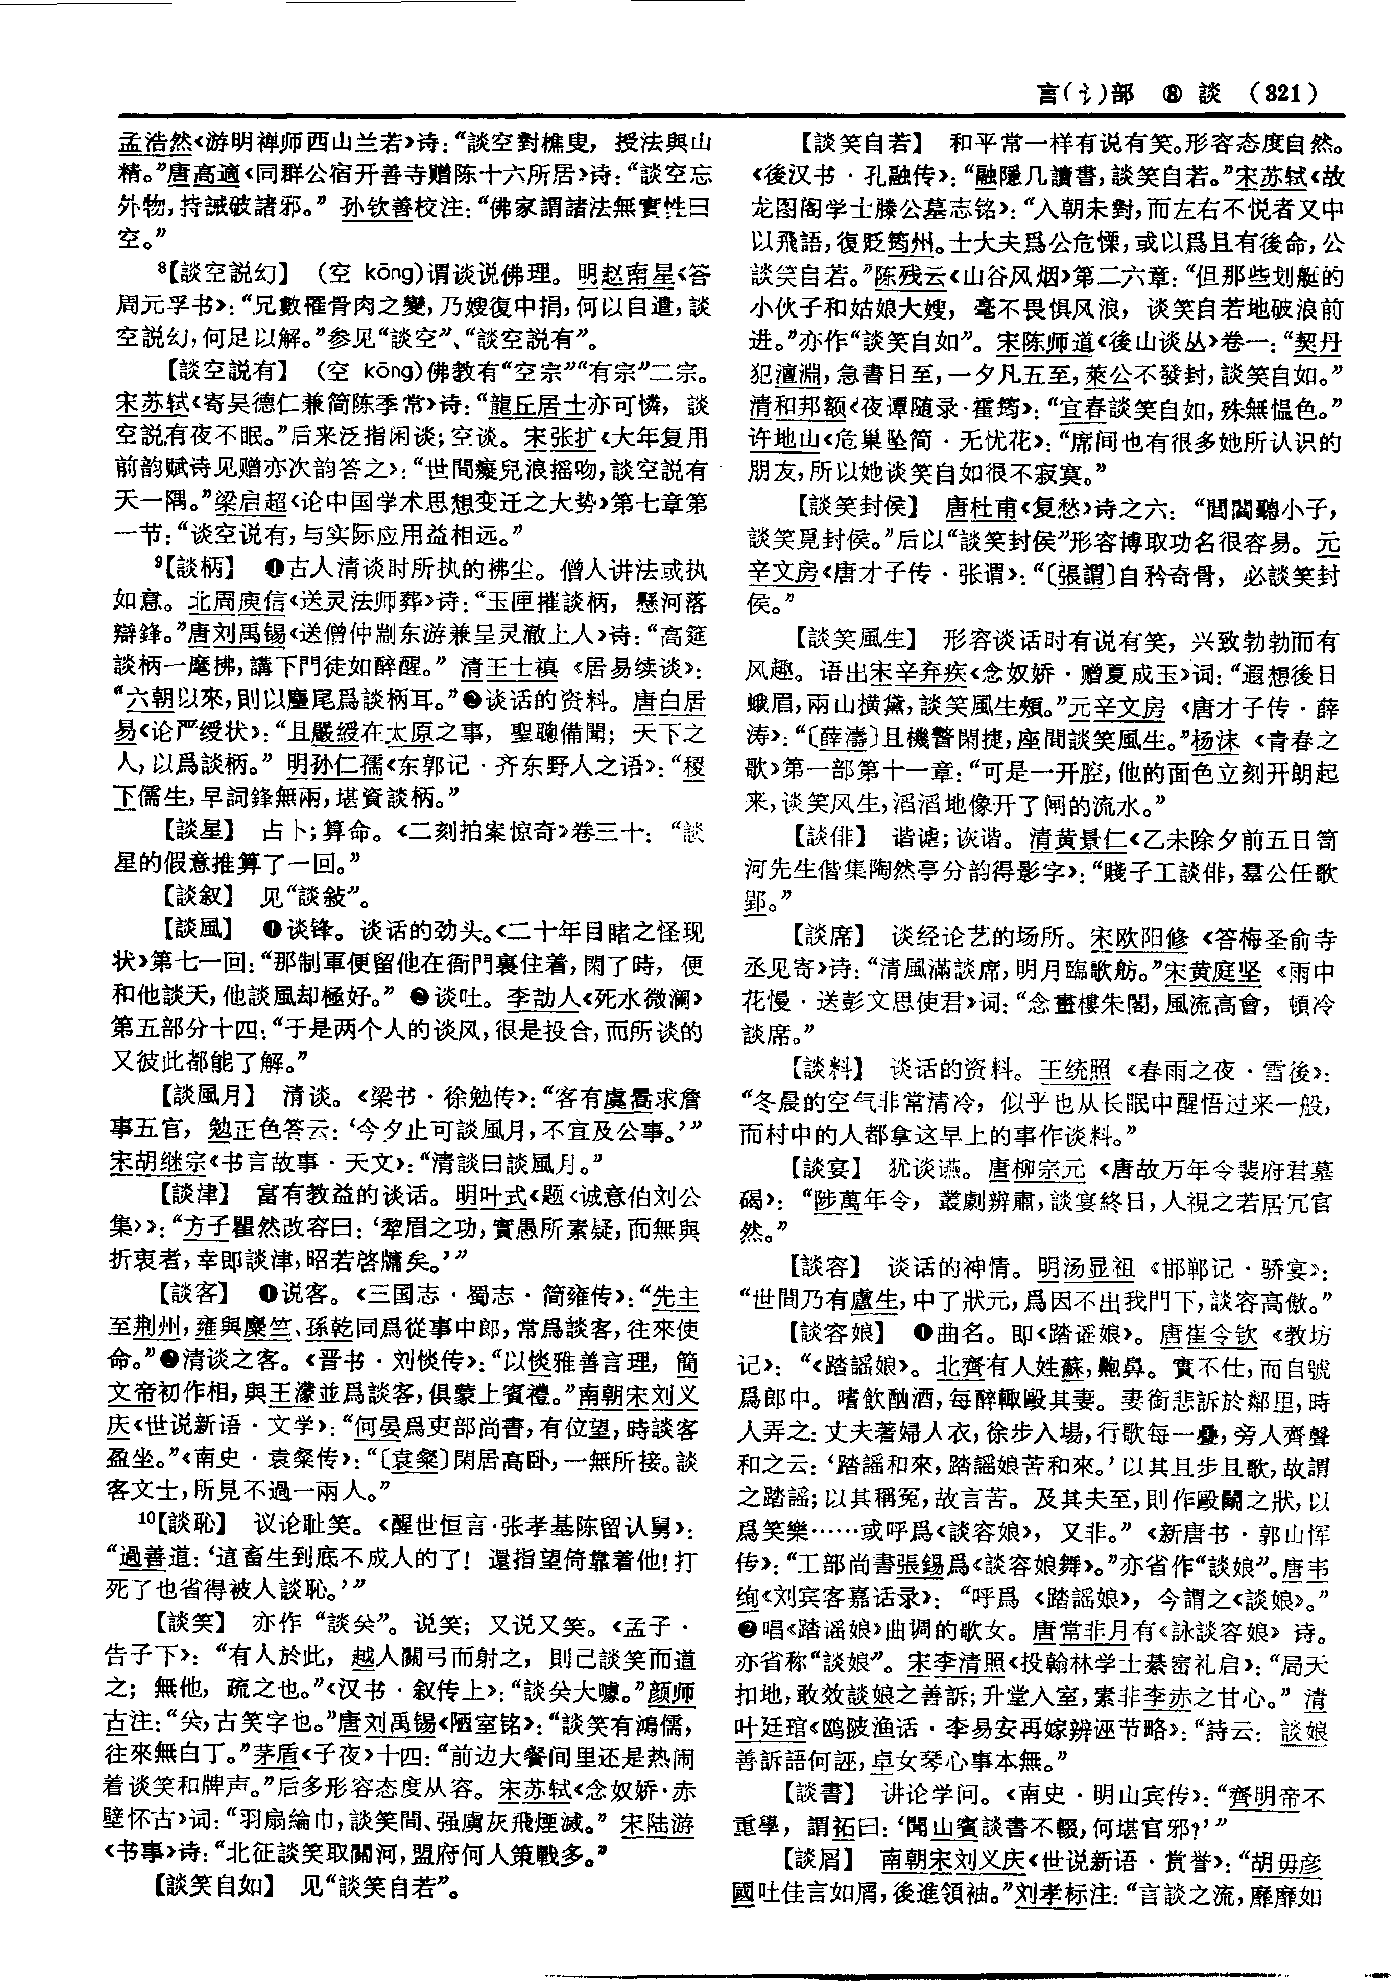 言(讠)部 ⑧ 談 (321)
孟浩然《游明禅师西山兰若》诗：“談空對樵叟，授法與山
精。”唐高適《同群公宿开善寺赠陈十六所居》诗：“談空忘
外物，持誡破諸邪。” 孙钦善校注：“佛家謂諸法無實性曰
空。”
⁸【談空説幻】 (空 kōng)谓谈说佛理。明赵南星《答
周元孚书》：“兄數罹骨肉之變，乃嫂復中捐，何以自遣，談
空説幻，何足以解。”参见“談空”、“談空説有”。
【談空説有】 (空 kōng)佛教有“空宗”“有宗”二宗。
宋苏轼《寄吴德仁兼简陈季常》诗：“龍丘居士亦可憐，談
空説有夜不眠。”后来泛指闲谈；空谈。宋张扩《大年复用
前韵赋诗见赠亦次韵答之》：“世間癡兒浪摇吻，談空説有
天一隅。”梁启超《论中国学术思想变迁之大势》第七章第
一节：“谈空说有，与实际应用益相远。”
⁹【談柄】 ❶古人清谈时所执的拂尘。僧人讲法或执
如意。北周庾信《送灵法师葬》诗：“玉匣摧談柄，懸河落
辯鋒。”唐刘禹锡《送僧仲剬东游兼呈灵澈上人》诗：“高筵
談柄一麾拂，講下門徒如醉醒。” 清王士禛《居易续谈》：
“六朝以來，則以麈尾爲談柄耳。”❷谈话的资料。唐白居
易《论严绶状》：“且嚴綬在太原之事，聖聰備聞；天下之
人，以爲談柄。” 明孙仁孺《东郭记·齐东野人之语》：“稷
下儒生，早詞鋒無兩，堪資談柄。”
【談星】 占卜；算命。《二刻拍案惊奇》卷三十：“談
星的假意推算了一回。”
【談叙】 见“談敍”。
【談風】 ❶谈锋。谈话的劲头。《二十年目睹之怪现
状》第七一回：“那制軍便留他在衙門裏住着，閑了時，便
和他談天，他談風却極好。” ❷谈吐。李劼人《死水微澜》
第五部分十四：“于是两个人的谈风，很是投合，而所谈的
又彼此都能了解。”
【談風月】 清谈。《梁书·徐勉传》：“客有虞暠求詹
事五官，勉正色答云：‘今夕止可談風月，不宜及公事。’”
宋胡继宗《书言故事·天文》：“清談曰談風月。”
【談津】 富有教益的谈话。明叶式《题〈诚意伯刘公
集〉》：“方子瞿然改容曰：‘犂眉之功，實愚所素疑，而無與
折衷者，幸即談津，昭若啓牖矣。’”
【談客】 ❶说客。《三国志·蜀志·简雍传》：“先主
至荆州，雍與麋竺、孫乾同爲從事中郎，常爲談客，往來使
命。”❷清谈之客。《晋书·刘惔传》：“以惔雅善言理，簡
文帝初作相，與王濛並爲談客，俱蒙上賓禮。”南朝宋刘义
庆《世说新语·文学》：“何晏爲吏部尚書，有位望，時談客
盈坐。”《南史·袁粲传》：“〔袁粲〕閑居高卧，一無所接。談
客文士，所見不過一兩人。”
¹⁰【談恥】 议论耻笑。《醒世恒言·张孝基陈留认舅》：
“過善道：‘這畜生到底不成人的了！還指望倚靠着他！打
死了也省得被人談恥。’”
【談笑】 亦作“談关”。说笑；又说又笑。《孟子·
告子下》：“有人於此，越人關弓而射之，則己談笑而道
之；無他，疏之也。”《汉书·叙传上》：“談关大噱。”颜师
古注：“关，古笑字也。”唐刘禹锡《陋室铭》：“談笑有鴻儒，
往來無白丁。”茅盾《子夜》十四：“前边大餐间里还是热闹
着谈笑和牌声。”后多形容态度从容。宋苏轼《念奴娇·赤
壁怀古》词：“羽扇綸巾，談笑間、强虜灰飛煙滅。” 宋陆游
《书事》诗：“北征談笑取關河，盟府何人策戰多。”
【談笑自如】 见“談笑自若”。
【談笑自若】 和平常一样有说有笑。形容态度自然。
《後汉书·孔融传》：“融隱几讀書，談笑自若。”宋苏轼《故
龙图阁学士滕公墓志铭》：“入朝未對，而左右不悦者又中
以飛語，復貶筠州。士大夫爲公危慄，或以爲且有後命，公
談笑自若。”陈残云《山谷风烟》第二六章：“但那些划艇的
小伙子和姑娘大嫂，毫不畏惧风浪，谈笑自若地破浪前
进。”亦作“談笑自如”。宋陈师道《後山谈丛》卷一：“契丹
犯澶淵，急書日至，一夕凡五至，萊公不發封，談笑自如。”
清和邦额《夜谭随录·霍筠》：“宜春談笑自如，殊無愠色。”
许地山《危巢坠简·无忧花》：“席间也有很多她所认识的
朋友，所以她谈笑自如很不寂寞。”
【談笑封侯】 唐杜甫《复愁》诗之六：“閭閻聽小子，
談笑覓封侯。”后以“談笑封侯”形容博取功名很容易。元
辛文房《唐才子传·张谓》：“〔張謂〕自矜奇骨，必談笑封
侯。”
【談笑風生】 形容谈话时有说有笑，兴致勃勃而有
风趣。语出宋辛弃疾《念奴娇·赠夏成玉》词：“遐想後日
蛾眉，兩山横黛，談笑風生頰。”元辛文房《唐才子传·薛
涛》：“〔薛濤〕且機警閑捷，座間談笑風生。”杨沫《青春之
歌》第一部第十一章：“可是一开腔，他的面色立刻开朗起
来，谈笑风生，滔滔地像开了闸的流水。”
【談俳】 谐谑；诙谐。清黄景仁《乙未除夕前五日笥
河先生偕集陶然亭分韵得影字》：“賤子工談俳，羣公任歌
郢。”
【談席】 谈经论艺的场所。宋欧阳修《答梅圣俞寺
丞见寄》诗：“清風滿談席，明月臨歌舫。”宋黄庭坚《雨中
花慢·送彭文思使君》词：“念畫樓朱閣，風流高會，頓冷
談席。”
【談料】 谈话的资料。王统照《春雨之夜·雪後》：
“冬晨的空气非常清冷，似乎也从长眠中醒悟过来一般，
而村中的人都拿这早上的事作谈料。”
【談宴】 犹谈讌。唐柳宗元《唐故万年令裴府君墓
碣》：“陟萬年令，叢劇辨肅，談宴終日，人視之若居冗官
然。”
【談容】 谈话的神情。明汤显祖《邯郸记·骄宴》：
“世間乃有盧生，中了狀元，爲因不出我門下，談容高傲。”
【談容娘】 ❶曲名。即《踏谣娘》。唐崔令钦《教坊
记》：“《踏謡娘》。北齊有人姓蘇，䶌鼻。實不仕，而自號
爲郎中。嗜飲酗酒，每醉輒毆其妻。妻銜悲訴於鄰里，時
人弄之：丈夫著婦人衣，徐步入場，行歌每一疊，旁人齊聲
和之云：‘踏謡和來，踏謡娘苦和來。’以其且步且歌，故謂
之踏謡；以其稱冤，故言苦。及其夫至，則作毆鬭之狀，以
爲笑樂……或呼爲《談容娘》，又非。” 《新唐书·郭山恽
传》：“工部尚書張錫爲《談容娘舞》。”亦省作“談娘”。唐韦
绚《刘宾客嘉话录》：“呼爲《踏謡娘》，今謂之《談娘》。”
❷唱《踏谣娘》曲调的歌女。唐常非月有《詠談容娘》诗。
亦省称“談娘”。宋李清照《投翰林学士綦崈礼启》：“局天
扣地，敢效談娘之善訴；升堂入室，素非李赤之甘心。” 清
叶廷琯《鸥陂渔话·李易安再嫁辨诬节略》：“詩云：談娘
善訴語何誣，卓女琴心事本無。”
【談書】 讲论学问。《南史·明山宾传》：“齊明帝不
重學，謂祏曰：‘聞山賓談書不輟，何堪官邪？’”
【談屑】 南朝宋刘义庆《世说新语·赏誉》：“胡毋彦
國吐佳言如屑，後進領袖。”刘孝标注：“言談之流，靡靡如